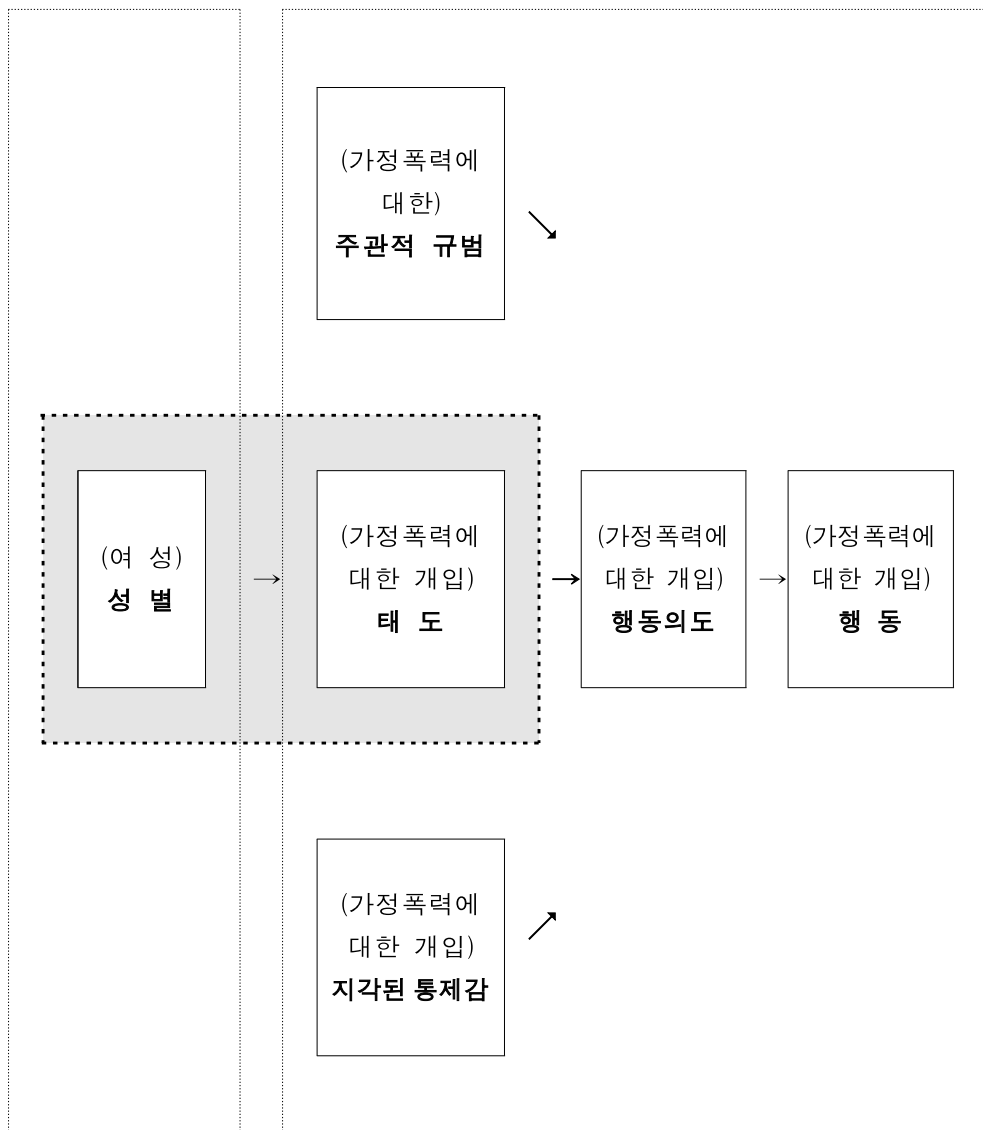 (가정폭력에
대한)
주관적 규범
↘
(여 성)
성 별
→
(가정폭력에
대한 개입)
태 도
→
(가정폭력에
대한 개입)
행동의도
→
(가정폭력에
대한 개입)
행 동
(가정폭력에
대한 개입)
지각된 통제감
↗